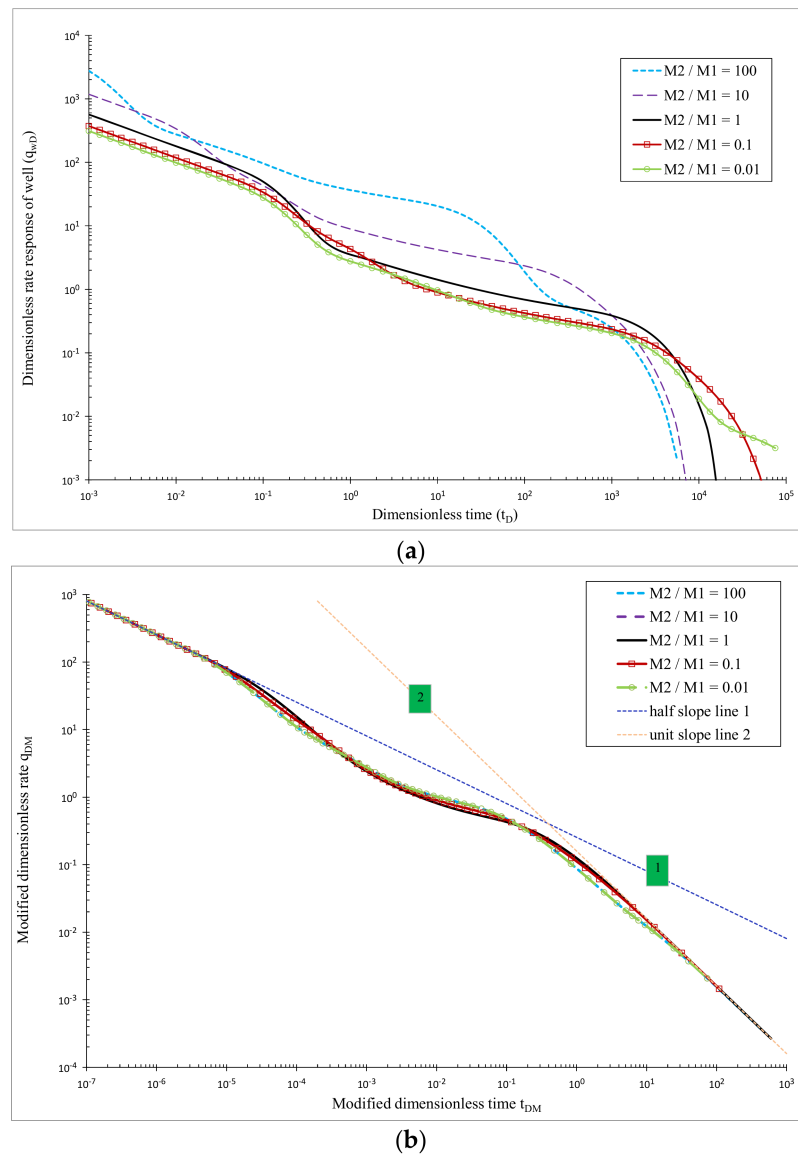 10⁴
10³
10²
10¹
10⁰
10⁻¹
10⁻²
10⁻³
Dimensionless rate response of well (q_wD)
M2 / M1 = 100
M2 / M1 = 10
M2 / M1 = 1
M2 / M1 = 0.1
M2 / M1 = 0.01
10⁻³ 10⁻² 10⁻¹ 10⁰ 10¹ 10² 10³ 10⁴ 10⁵
Dimensionless time (t_D)
(a)
10³
10²
10¹
10⁰
10⁻¹
10⁻²
10⁻³
10⁻⁴
Modified dimensionless rate q_DM
M2 / M1 = 100
M2 / M1 = 10
M2 / M1 = 1
M2 / M1 = 0.1
M2 / M1 = 0.01
half slope line 1
unit slope line 2
2
1
10⁻⁷ 10⁻⁶ 10⁻⁵ 10⁻⁴ 10⁻³ 10⁻² 10⁻¹ 10⁰ 10¹ 10² 10³
Modified dimensionless time t_DM
(b)